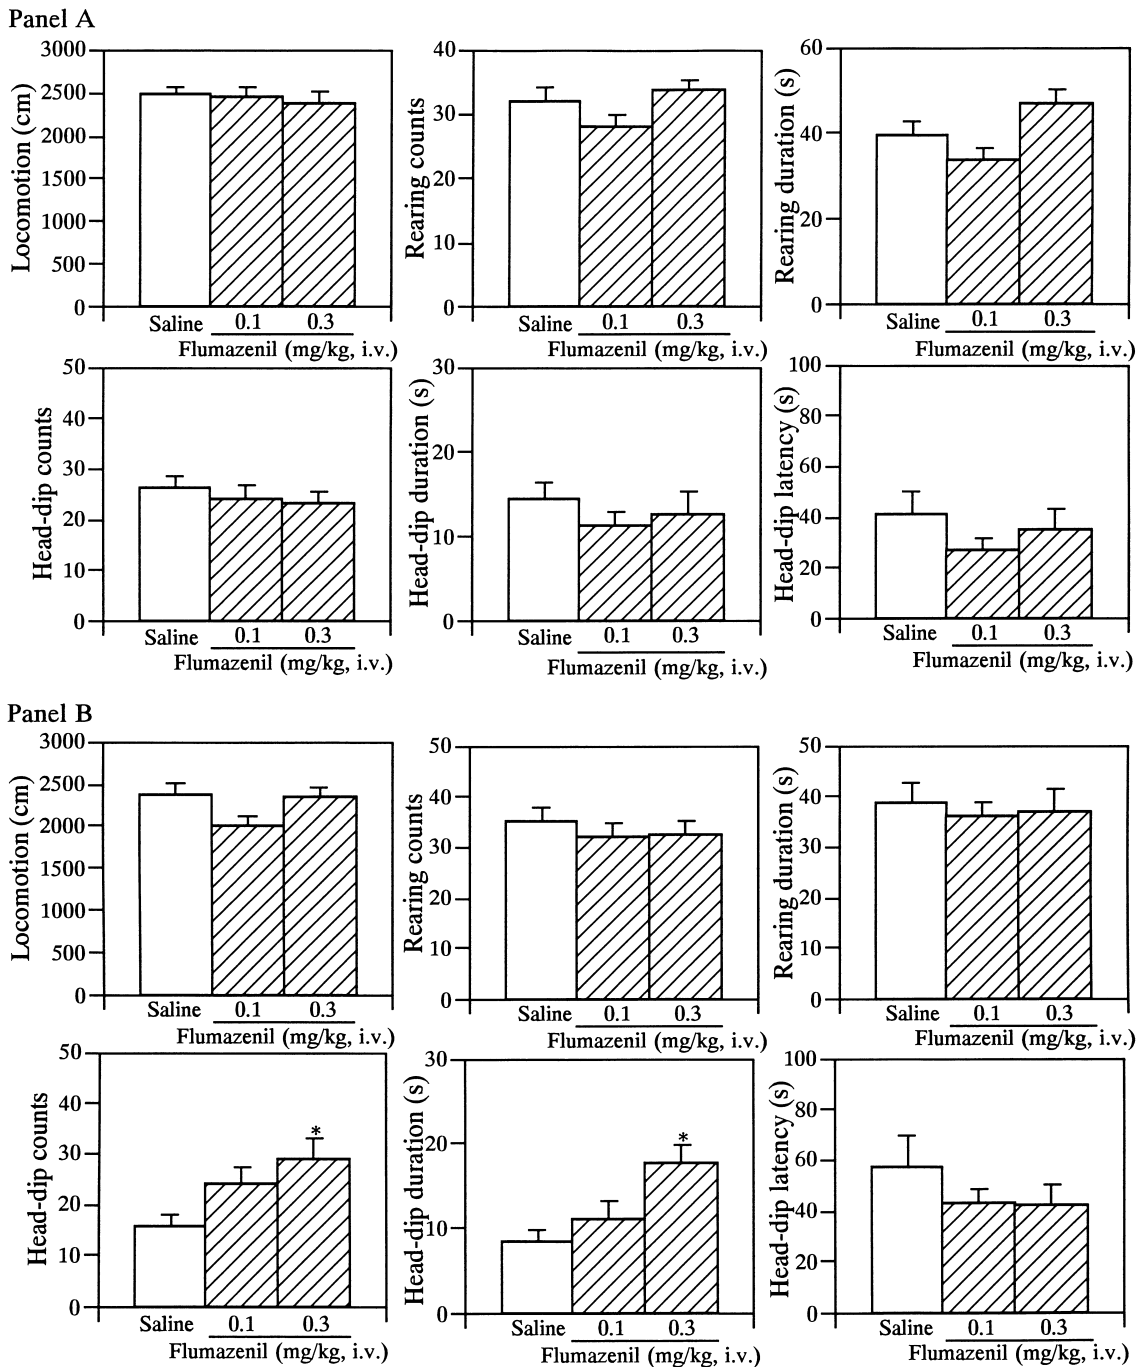 Panel A
Locomotion (cm)
3000
2500
2000
1500
1000
500
0
Saline 0.1 0.3
Flumazenil (mg/kg, i.v.)
Rearing counts
40
30
20
10
0
Saline 0.1 0.3
Flumazenil (mg/kg, i.v.)
Rearing duration (s)
60
40
20
0
Saline 0.1 0.3
Flumazenil (mg/kg, i.v.)
Head-dip counts
50
40
30
20
10
0
Saline 0.1 0.3
Flumazenil (mg/kg, i.v.)
Head-dip duration (s)
30
20
10
0
Saline 0.1 0.3
Flumazenil (mg/kg, i.v.)
Head-dip latency (s)
100
80
60
40
20
0
Saline 0.1 0.3
Flumazenil (mg/kg, i.v.)
Panel B
Locomotion (cm)
3000
2500
2000
1500
1000
500
0
Saline 0.1 0.3
Flumazenil (mg/kg, i.v.)
Rearing counts
50
40
30
20
10
0
Saline 0.1 0.3
Flumazenil (mg/kg, i.v.)
Rearing duration (s)
50
40
30
20
10
0
Saline 0.1 0.3
Flumazenil (mg/kg, i.v.)
Head-dip counts
50
40
30
20
10
0
*
Saline 0.1 0.3
Flumazenil (mg/kg, i.v.)
Head-dip duration (s)
30
20
10
0
*
Saline 0.1 0.3
Flumazenil (mg/kg, i.v.)
Head-dip latency (s)
100
80
60
40
20
0
Saline 0.1 0.3
Flumazenil (mg/kg, i.v.)